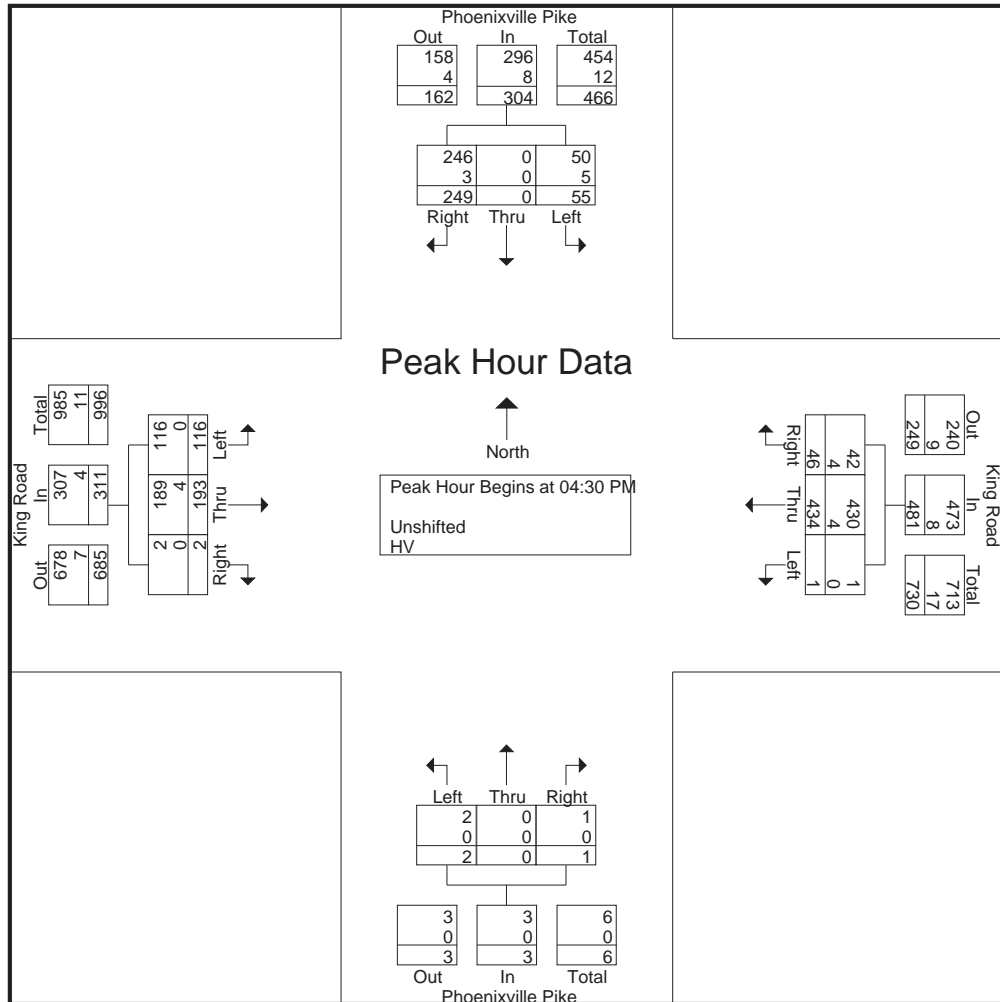 Phoenixville Pike
Out In Total
158 296 454
4 8 12
162 304 466
246 0 50
3 0 5
249 0 55
Right Thru Left
Peak Hour Data
North
Peak Hour Begins at 04:30 PM
Unshifted
HV
King Road
Total In Out
985 307 678
11 4 7
996 311 685
Left Thru Right
116 189 2
0 4 0
116 193 2
King Road
Out In Total
240 473 713
9 8 17
249 481 730
42 430 1
4 4 0
46 434 1
Right Thru Left
Left Thru Right
2 0 1
0 0 0
2 0 1
3 3 6
0 0 0
3 3 6
Out In Total
Phoenixville Pike